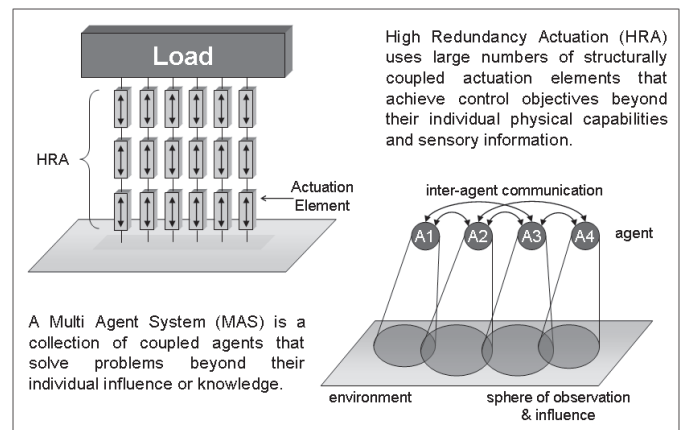 Load
HRA
Actuation
Element
High Redundancy Actuation (HRA)
uses large numbers of structurally
coupled actuation elements that
achieve control objectives beyond
their individual physical capabilities
and sensory information.
inter-agent communication
A1 A2 A3 A4 agent
A Multi Agent System (MAS) is a
collection of coupled agents that
solve problems beyond their
individual influence or knowledge.
environment
sphere of observation
& influence